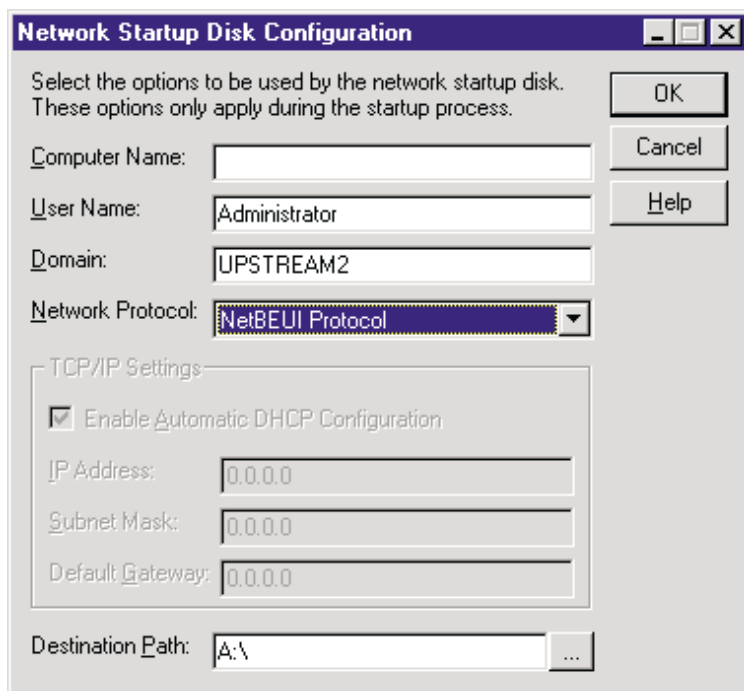 Network Startup Disk Configuration
Select the options to be used by the network startup disk.
These options only apply during the startup process.
OK
Cancel
Help
Computer Name:
User Name: Administrator
Domain: UPSTREAM2
Network Protocol: NetBEUI Protocol
TCP/IP Settings
Enable Automatic DHCP Configuration
IP Address: 0.0.0.0
Subnet Mask: 0.0.0.0
Default Gateway: 0.0.0.0
Destination Path: A:\ ...